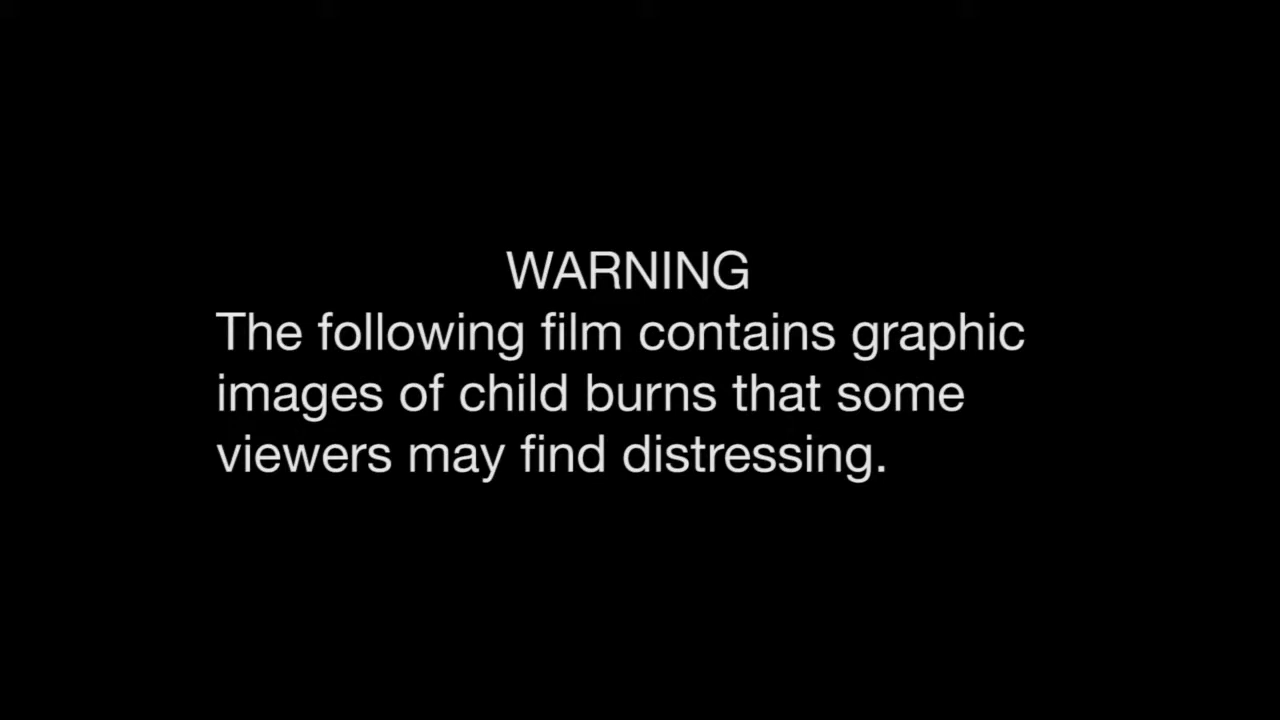 WARNING
The following film contains graphic
images of child burns that some
viewers may find distressing.